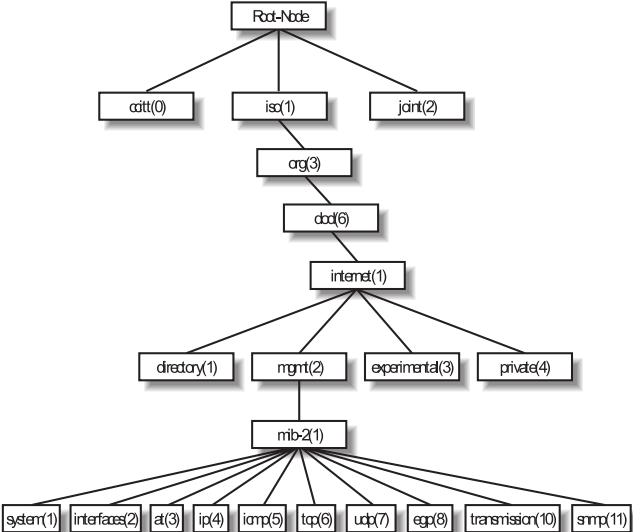 Root-Node
ccitt(0) iso(1) joint(2)
org(3)
dod(6)
internet(1)
directory(1) mgmt(2) experimental(3) private(4)
mib-2(1)
system(1) interfaces(2) at(3) ip(4) icmp(5) tcp(6) udp(7) egp(8) transmission(10) snmp(11)